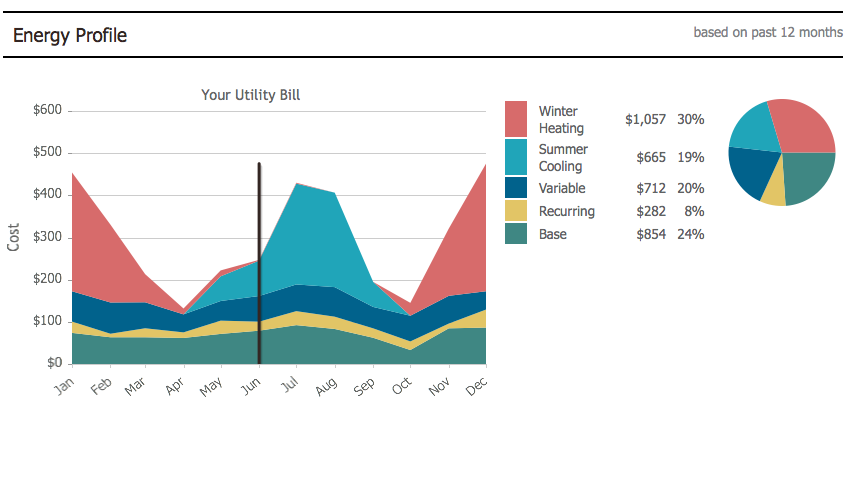 Energy Profile
based on past 12 months
Your Utility Bill
$600
$500
$400
$300
$200
$100
$0
Cost
Jan Feb Mar Apr May Jun Jul Aug Sep Oct Nov Dec
Winter
Heating $1,057 30%
Summer
Cooling $665 19%
Variable $712 20%
Recurring $282 8%
Base $854 24%